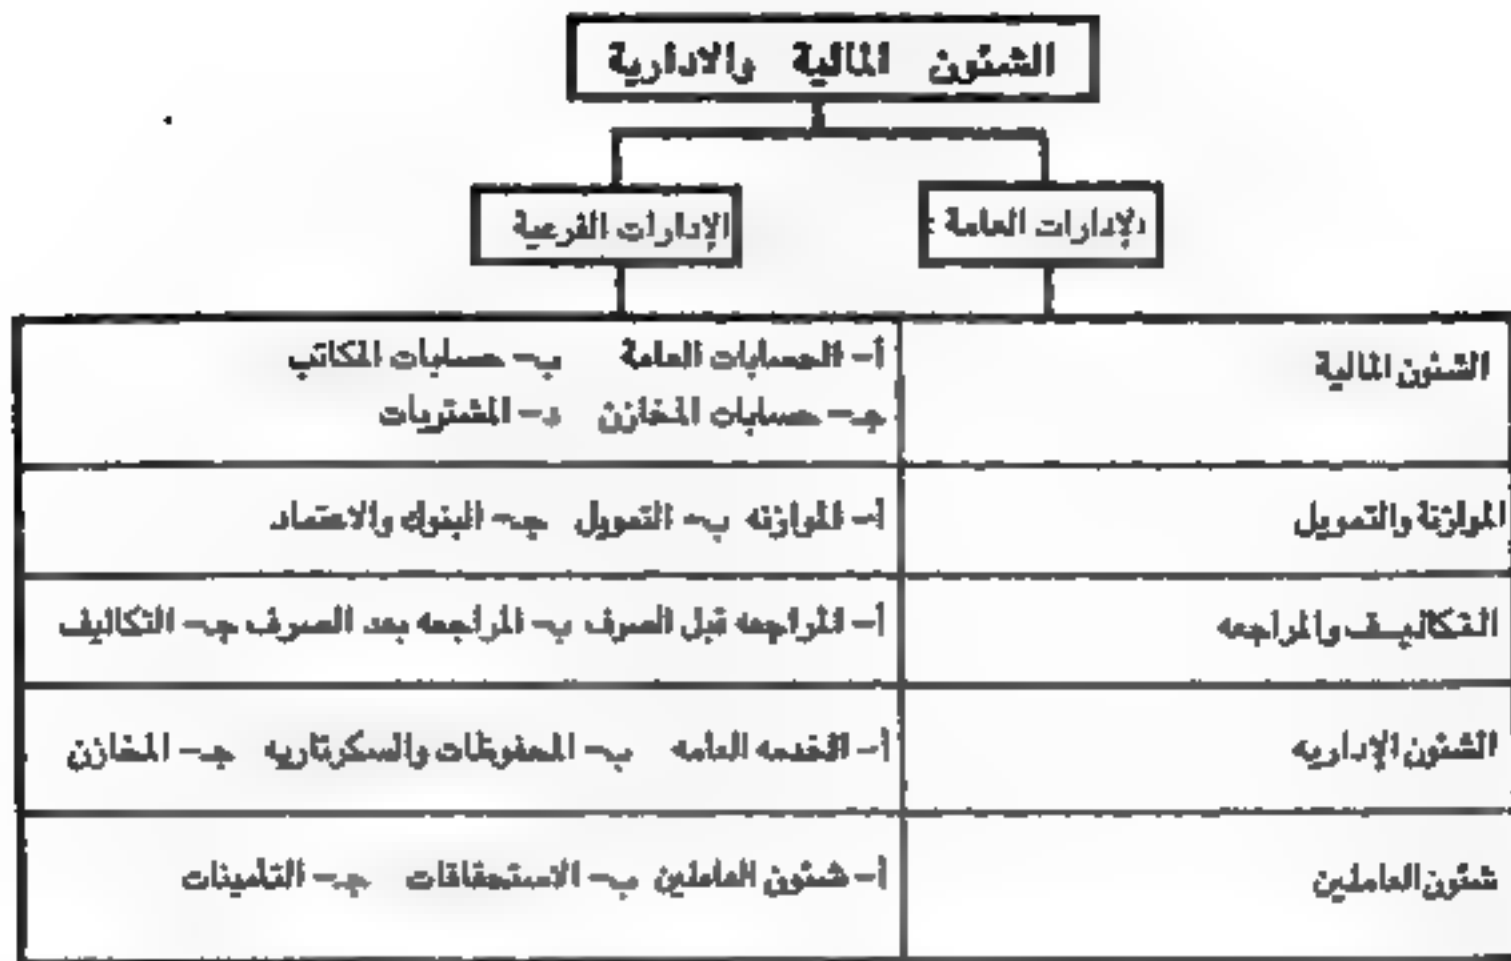 الشئون المالية والادارية
الإدارات العامة :
الإدارات الفرعية
الشئون المالية
أ- الحسابات العامة ب- حسابات المكاتب
جـ- حسابات المخازن د- المشتريات
الموازنة والتمويل
أ- الموازنه ب- التمويل جـ- البنوك والاعتماد
التكاليف والمراجعه
أ- المراجعه قبل الصرف ب- المراجعه بعد الصرف جـ- التكاليف
الشئون الإداريه
أ- الخدمه العامه ب- المحفوظات والسكرتاريه جـ- المخازن
شئون العاملين
أ- شئون العاملين ب- الاستحقاقات جـ- التأمينات